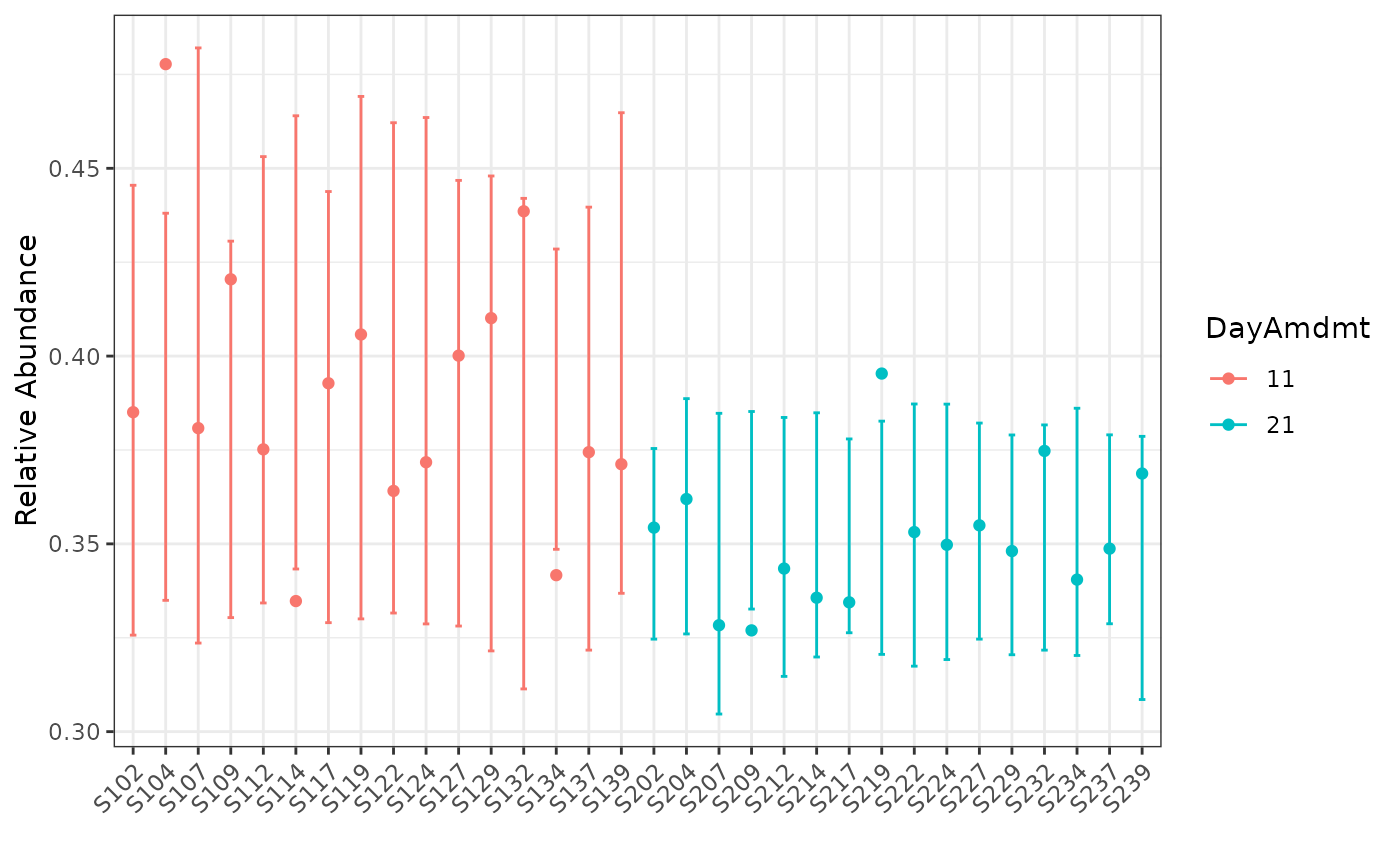 Relative Abundance
0.45
0.40
0.35
0.30
S102
S104
S107
S109
S112
S114
S117
S119
S122
S124
S127
S129
S132
S134
S137
S139
S202
S204
S207
S209
S212
S214
S217
S219
S222
S224
S227
S229
S232
S234
S237
S239
DayAmdmt
11
21